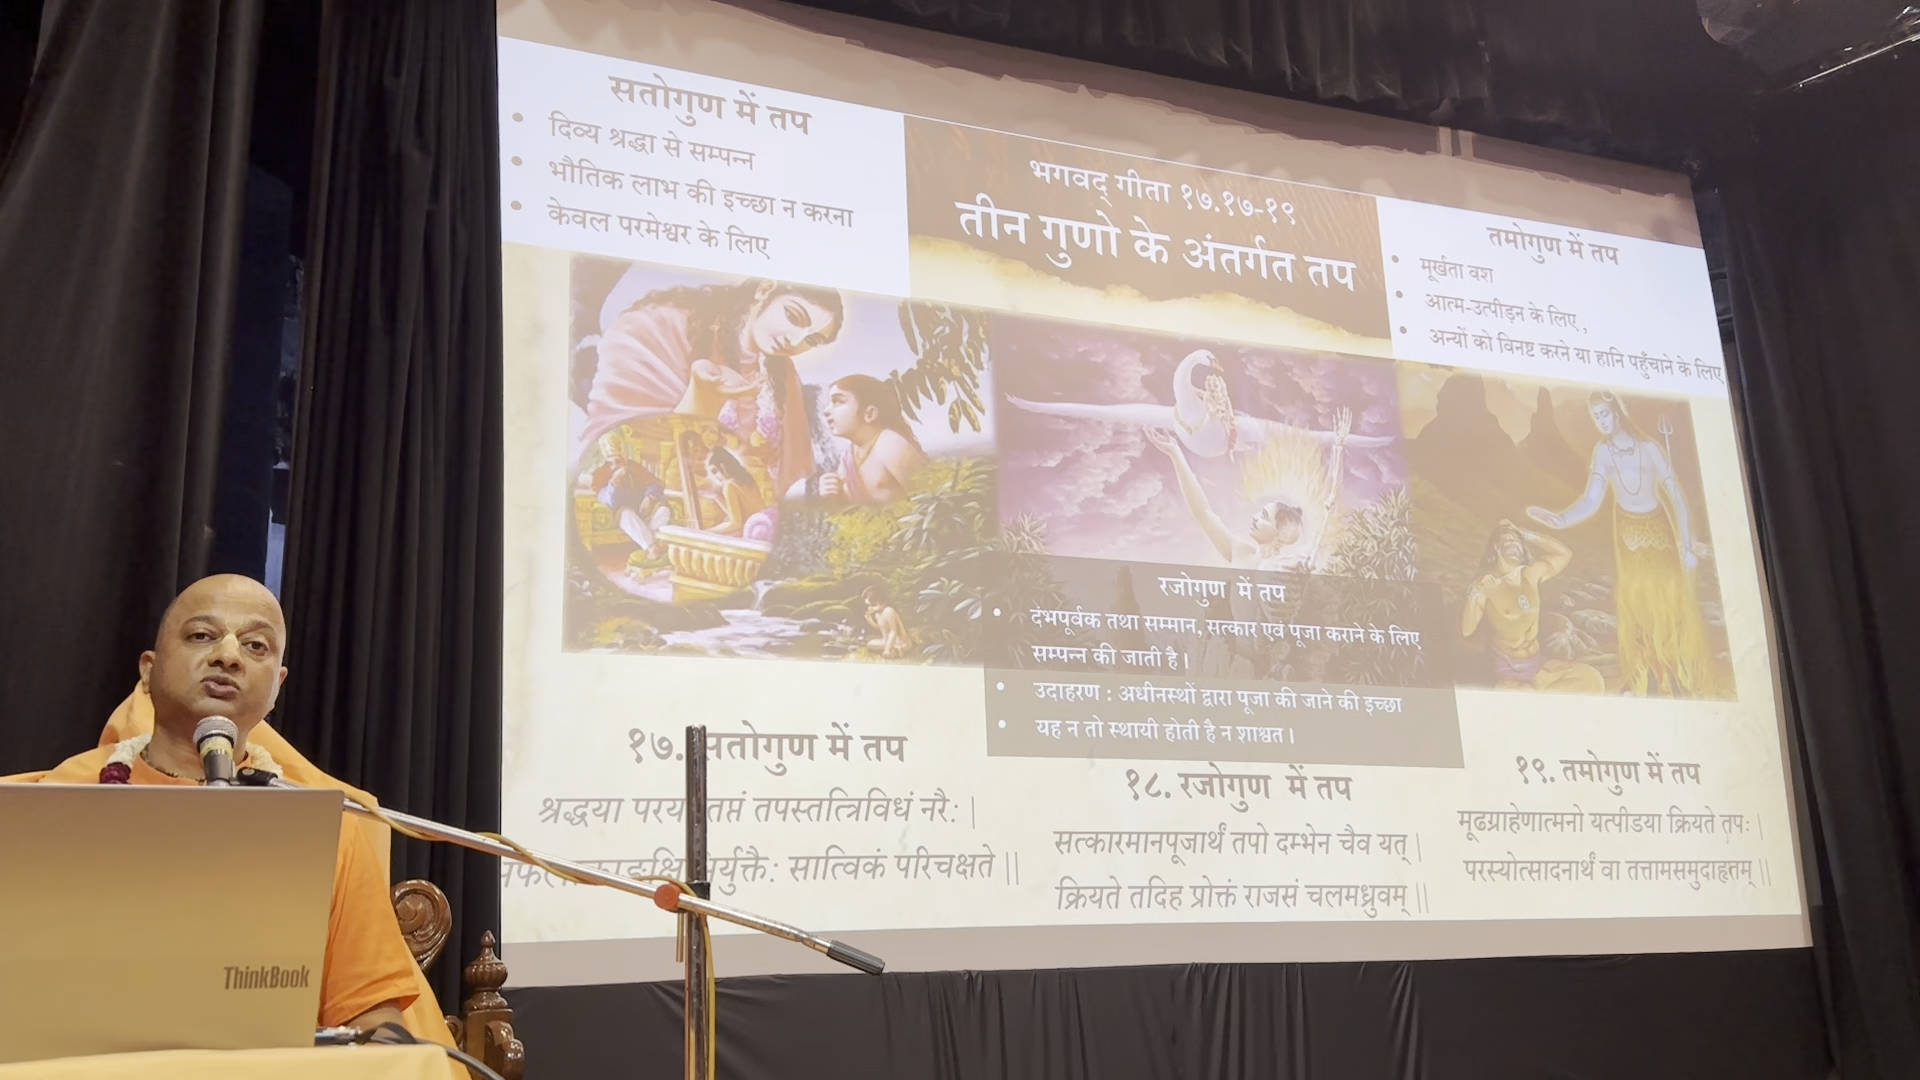 सतोगुण में तप
• दिव्य श्रद्धा से सम्पन्न
• भौतिक लाभ की इच्छा न करना
• केवल परमेश्वर के लिए
भगवद् गीता १७.१७-१९
तीन गुणो के अंतर्गत तप
तमोगुण में तप
• मूर्खता वश
• आत्म-उत्पीड़न के लिए ,
• अन्यों को विनष्ट करने या हानि पहुँचाने के लिए
रजोगुण में तप
• दंभपूर्वक तथा सम्मान, सत्कार एवं पूजा कराने के लिए
सम्पन्न की जाती है।
• उदाहरण : अधीनस्थों द्वारा पूजा की जाने की इच्छा
• यह न तो स्थायी होती है न शाश्वत।
१७. सतोगुण में तप
श्रद्धया तप्तं तपस्तत्त्रिविधं नरैः |
सात्विकं परिचक्षते ||
१८. रजोगुण में तप
सत्कारमानपूजार्थं तपो दम्भेन चैव यत् |
क्रियते तदिह प्रोक्तं राजसं चलमध्रुवम् ||
१९. तमोगुण में तप
मूढग्राहेणात्मनो यत्पीडया क्रियते तपः |
परस्योत्सादनार्थं वा तत्तामसमुदाहृतम् ||
ThinkBook